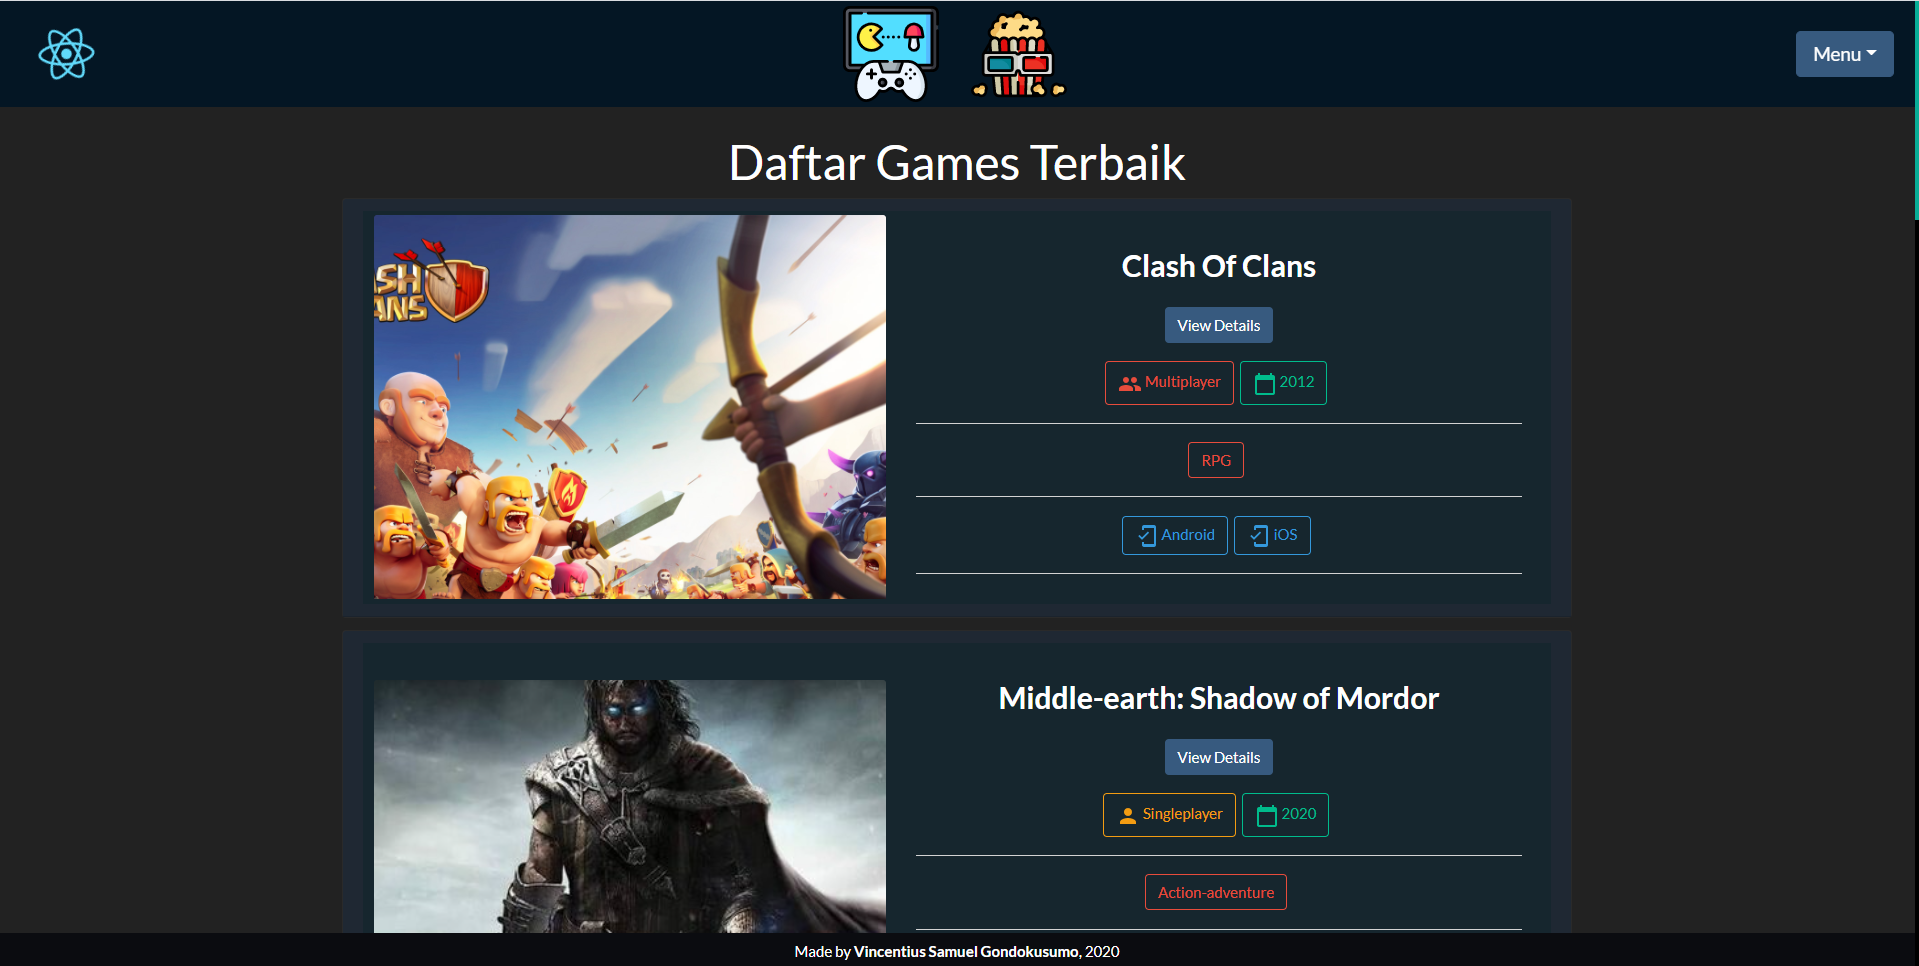 Menu
Daftar Games Terbaik
SH
ANS
Clash Of Clans
View Details
Multiplayer 2012
RPG
Android iOS
Middle-earth: Shadow of Mordor
View Details
Singleplayer 2020
Action-adventure
Made by Vincentius Samuel Gondokusumo, 2020